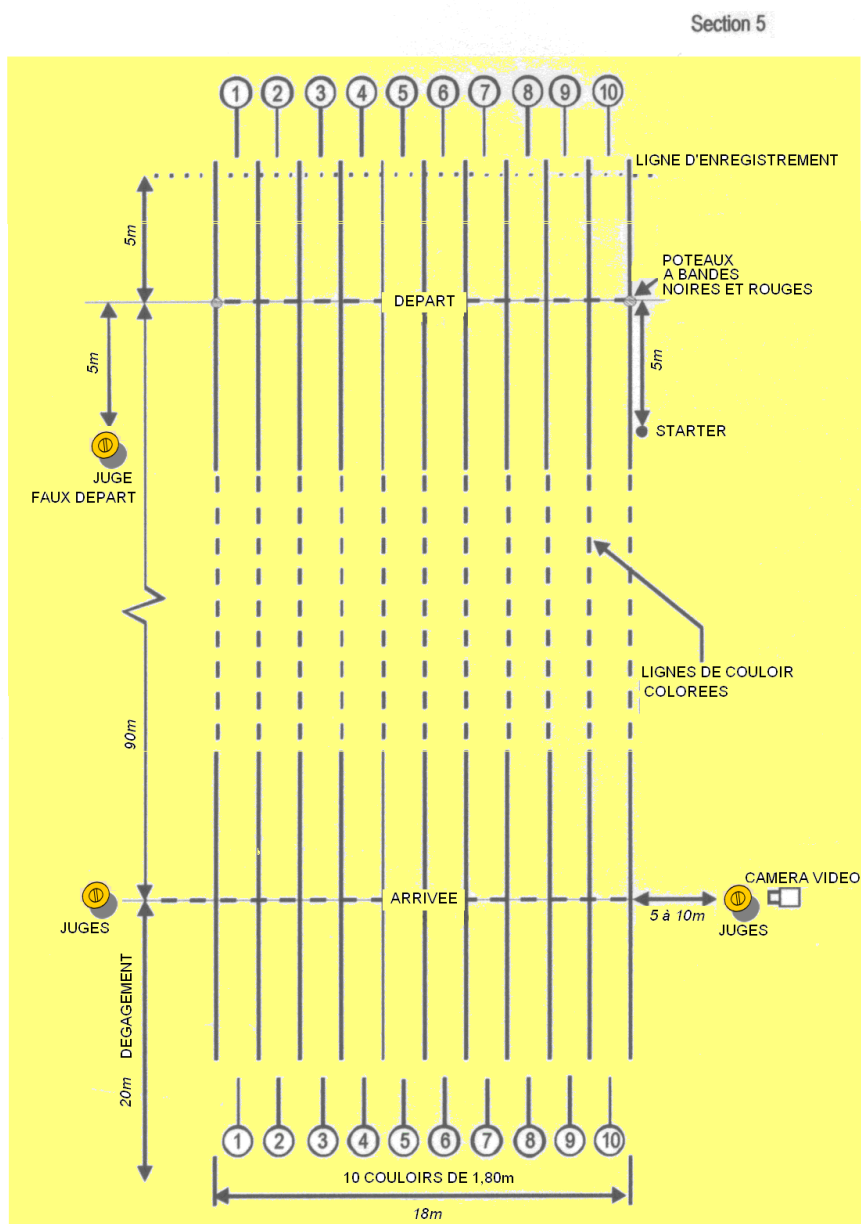 Section 5
1 2 3 4 5 6 7 8 9 10
LIGNE D'ENREGISTREMENT
5m
POTEAUX
A BANDES
NOIRES ET ROUGES
DEPART
5m
5m
STARTER
JUGE
FAUX DEPART
LIGNES DE COULOIR
COLOREES
90m
CAMERA VIDEO
ARRIVEE
5 à 10m
JUGES
JUGES
DEGAGEMENT
20m
1 2 3 4 5 6 7 8 9 10
10 COULOIRS DE 1,80m
18m